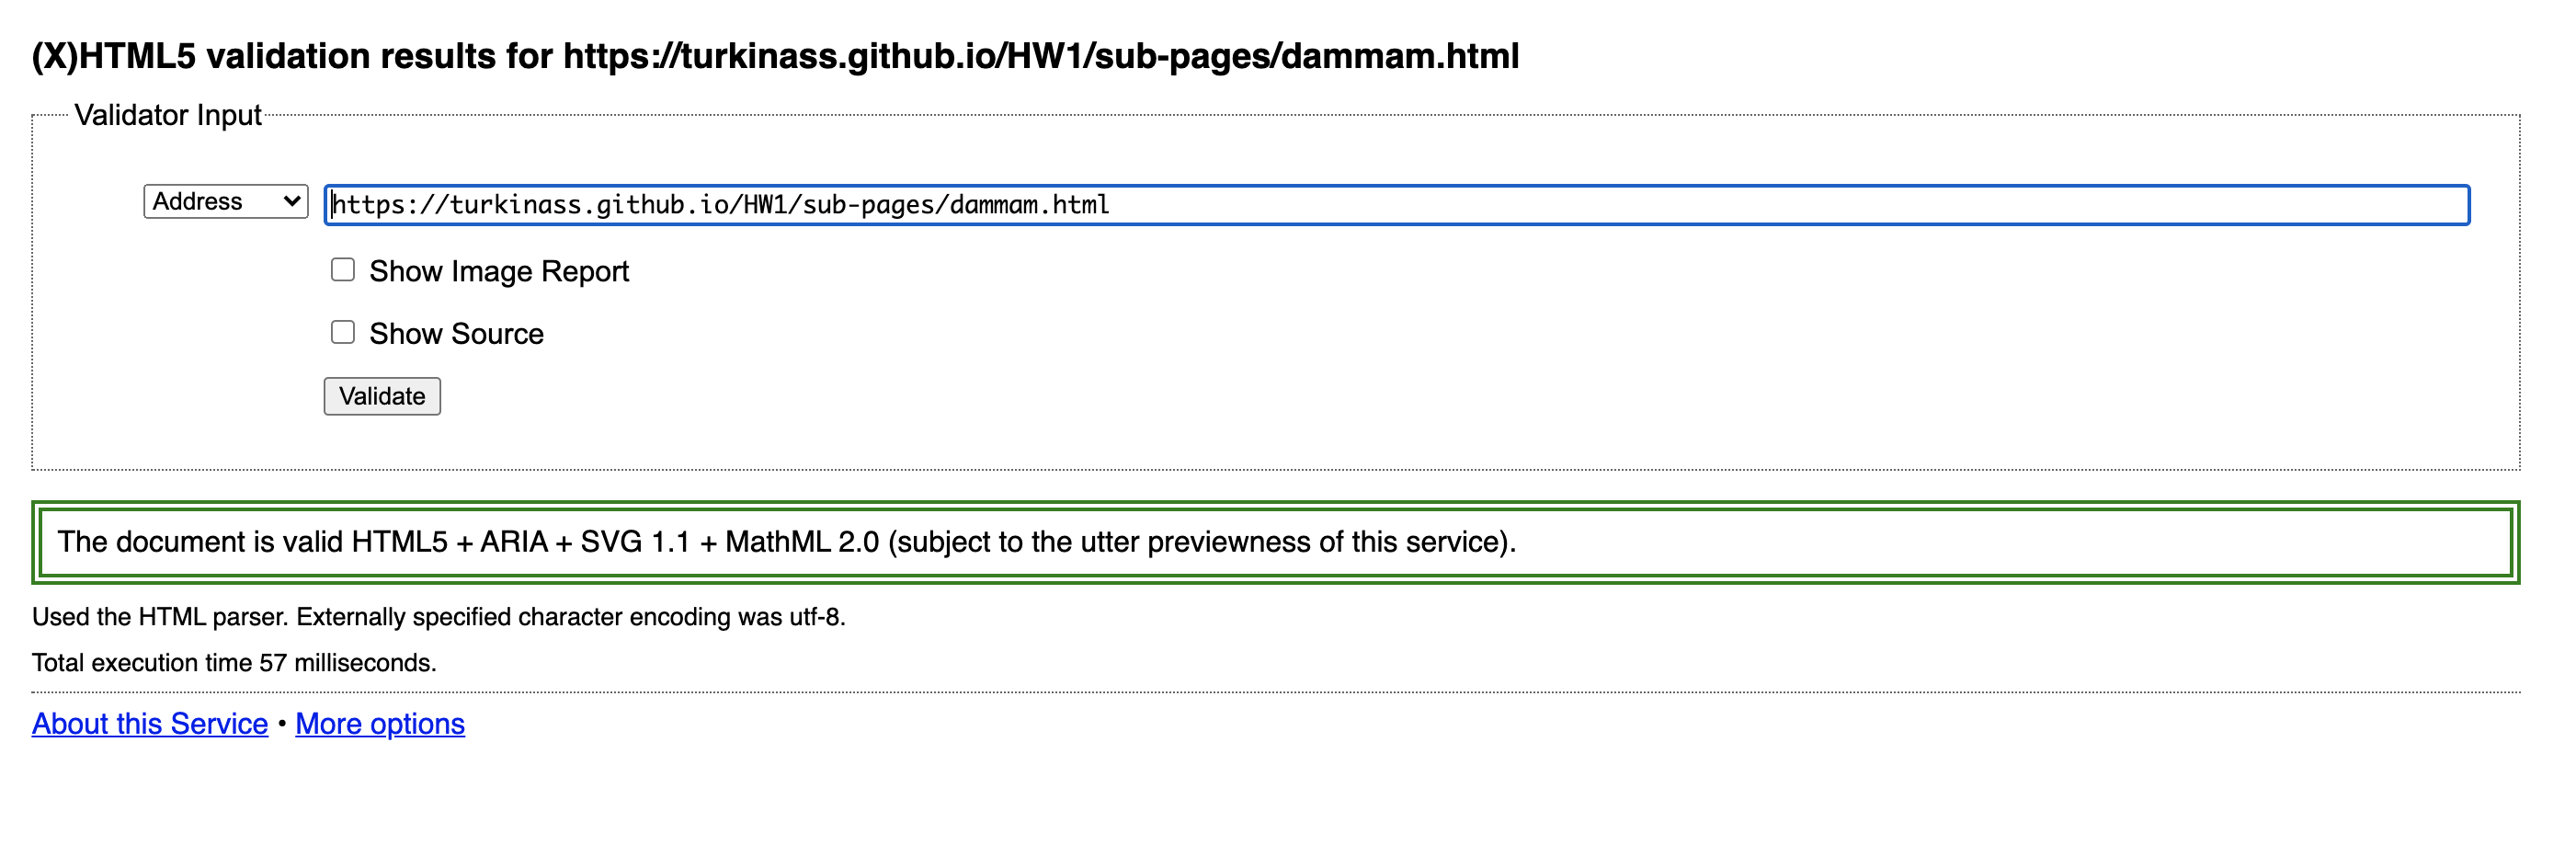 (X)HTML5 validation results for https://turkinass.github.io/HW1/sub-pages/dammam.html
Validator Input
Address https://turkinass.github.io/HW1/sub-pages/dammam.html
Show Image Report
Show Source
Validate
The document is valid HTML5 + ARIA + SVG 1.1 + MathML 2.0 (subject to the utter previewness of this service).
Used the HTML parser. Externally specified character encoding was utf-8.
Total execution time 57 milliseconds.
About this Service • More options